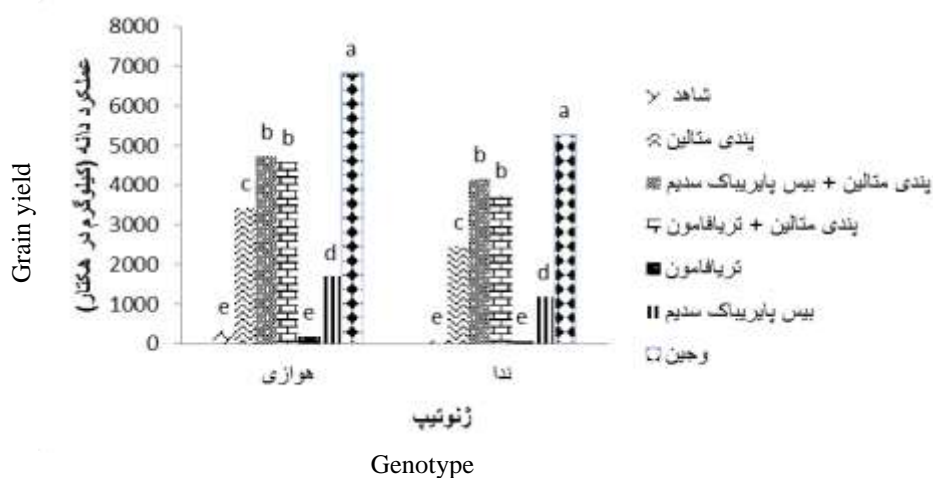 Grain yield
عملکرد دانه (کیلوگرم در هکتار)
8000
7000
6000
5000
4000
3000
2000
1000
0
e
c
b
b
e
d
a
e
c
b
b
e
d
a
هوازی
ندا
ژنوتیپ
Genotype
شاهد
پندی متالین
پندی متالین + بیس پایریباک سدیم
پندی متالین + تریافامون
تریافامون
بیس پایریباک سدیم
وجین